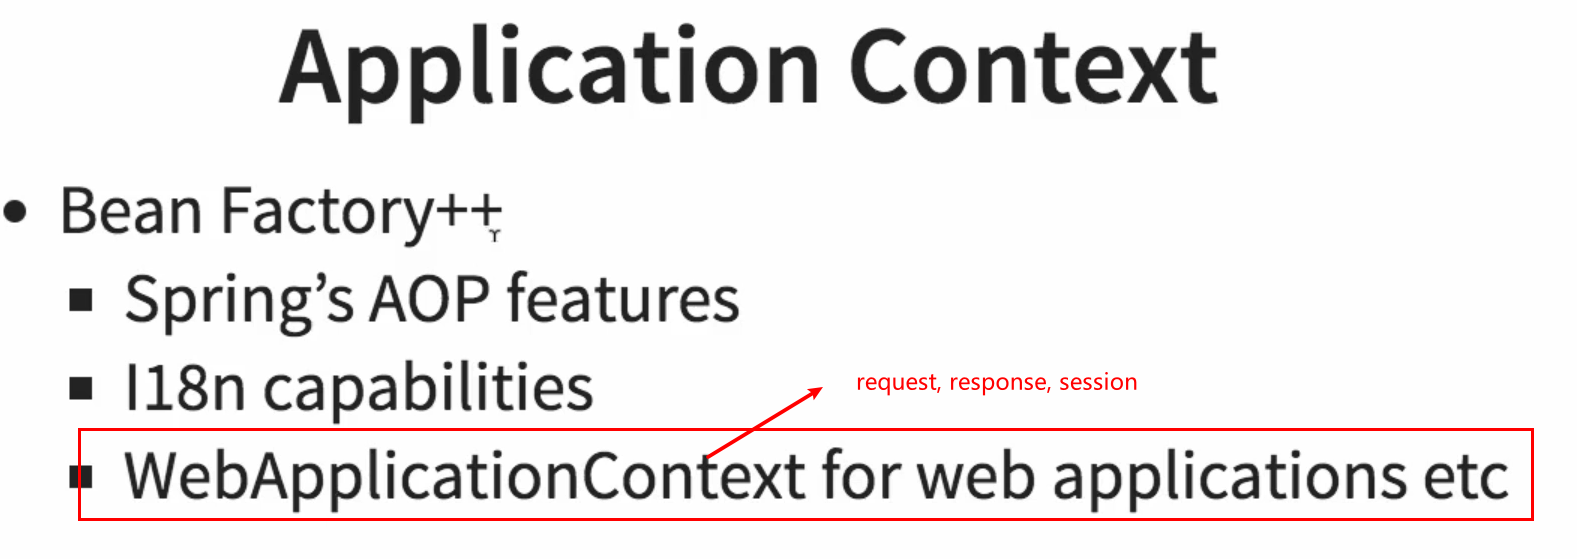 Application Context
• Bean Factory++
▪ Spring’s AOP features
▪ I18n capabilities
request, response, session
▪ WebApplicationContext for web applications etc